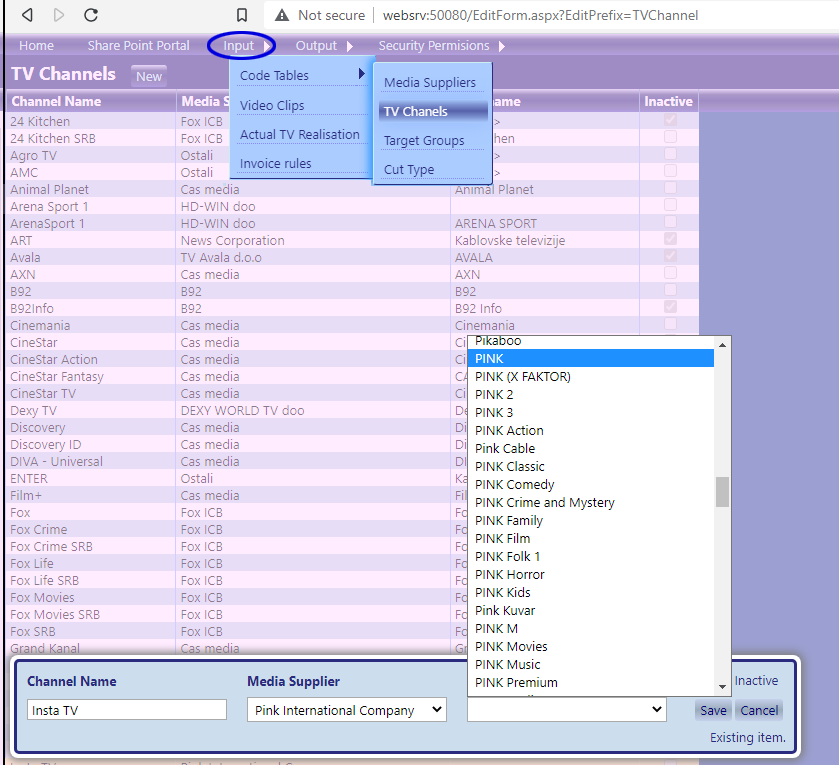 Not secure | websrv:50080/EditForm.aspx?EditPrefix=TVChannel
Home Share Point Portal Input Output Security Permisions
TV Channels New
Code Tables
Video Clips
Actual TV Realisation
Invoice rules
Media Suppliers
TV Chanels
Target Groups
Cut Type
Channel Name Media S name Inactive
24 Kitchen Fox ICB >
24 Kitchen SRB Fox ICB hen
Agro TV Ostali >
AMC Ostali >
Animal Planet Cas media Animal Planet
Arena Sport 1 HD-WIN doo
ArenaSport 1 HD-WIN doo ARENA SPORT
ART News Corporation Kablovske televizije
Avala TV Avala d.o.o AVALA
AXN Cas media AXN
B92 B92 B92
B92Info B92 B92 Info
Cinemania Cas media Cinemania
CineStar Cas media Ci
CineStar Action Cas media Ci
CineStar Fantasy Cas media CA
CineStar TV Cas media Ci
Dexy TV DEXY WORLD TV doo De
Discovery Cas media Di
Discovery ID Cas media Di
DIVA - Universal Cas media DI
ENTER Ostali Ka
Film+ Cas media Fil
Fox Fox ICB Fo
Fox Crime Fox ICB Fo
Fox Crime SRB Fox ICB Fo
Fox Life Fox ICB Fo
Fox Life SRB Fox ICB Fo
Fox Movies Fox ICB Fo
Fox Movies SRB Fox ICB Fo
Fox SRB Fox ICB Fo
Grand Kanal Cas media Gr
Pikaboo
PINK
PINK (X FAKTOR)
PINK 2
PINK 3
PINK Action
Pink Cable
PINK Classic
PINK Comedy
PINK Crime and Mystery
PINK Family
PINK Film
PINK Folk 1
PINK Horror
PINK Kids
Pink Kuvar
PINK M
PINK Movies
PINK Music
PINK Premium
Channel Name Media Supplier Inactive
Insta TV Pink International Company Save Cancel
Existing item.